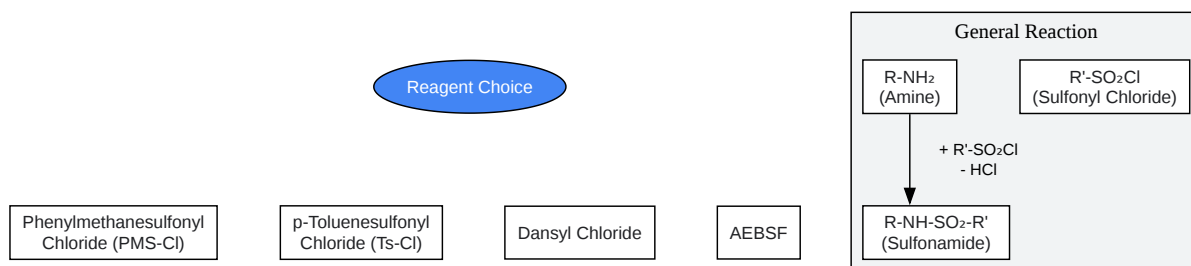 General Reaction
Reagent Choice
R-NH₂
(Amine)
R'-SO₂Cl
(Sulfonyl Chloride)
+ R'-SO₂Cl
- HCl
Phenylmethanesulfonyl
Chloride (PMS-Cl)
p-Toluenesulfonyl
Chloride (Ts-Cl)
Dansyl Chloride
AEBSF
R-NH-SO₂-R'
(Sulfonamide)